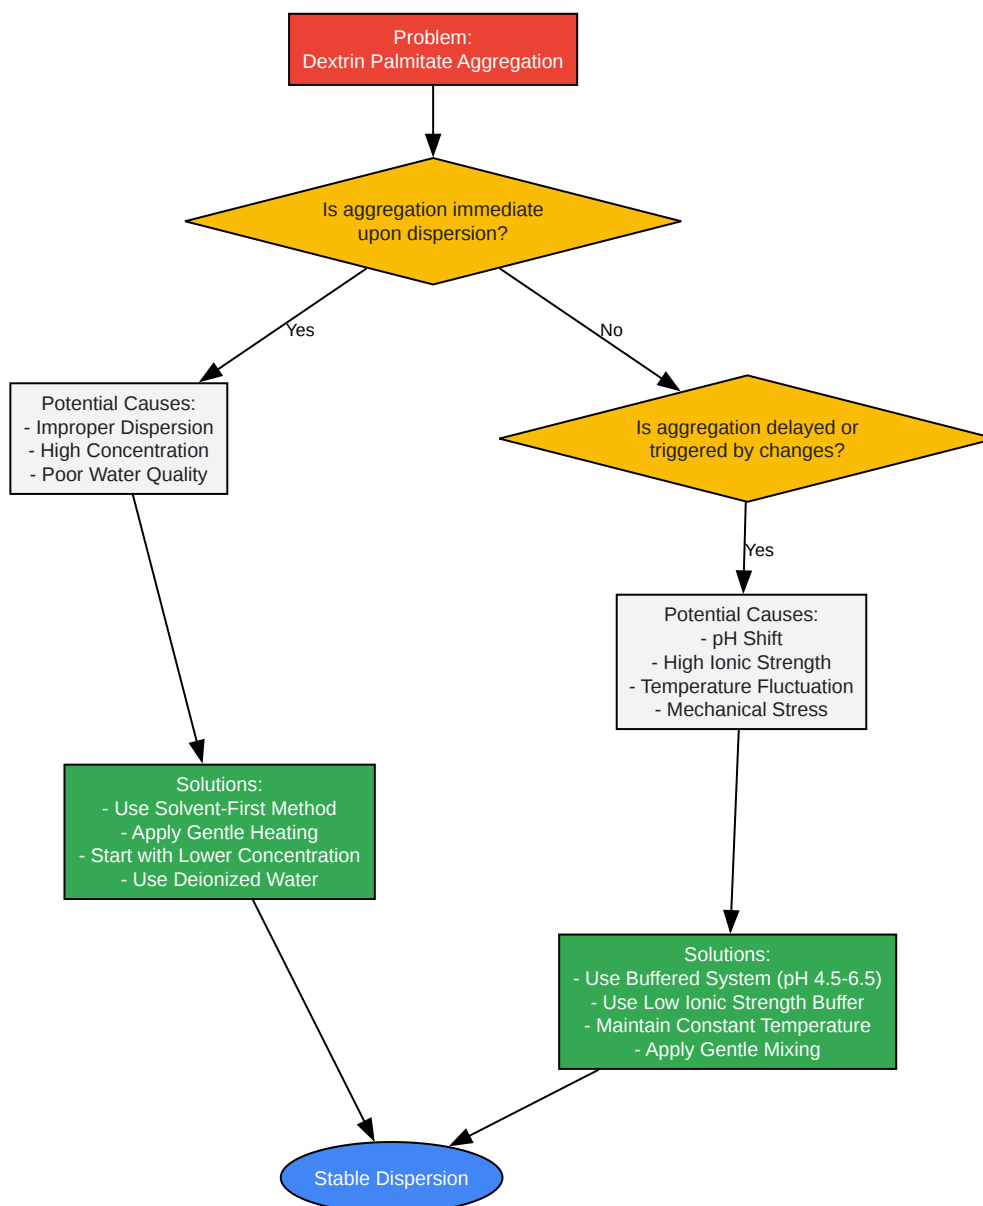 Problem:
Dextrin Palmitate Aggregation
Is aggregation immediate
upon dispersion?
Yes
No
Potential Causes:
- Improper Dispersion
- High Concentration
- Poor Water Quality
Is aggregation delayed or
triggered by changes?
Yes
Potential Causes:
- pH Shift
- High Ionic Strength
- Temperature Fluctuation
- Mechanical Stress
Solutions:
- Use Solvent-First Method
- Apply Gentle Heating
- Start with Lower Concentration
- Use Deionized Water
Solutions:
- Use Buffered System (pH 4.5-6.5)
- Use Low Ionic Strength Buffer
- Maintain Constant Temperature
- Apply Gentle Mixing
Stable Dispersion